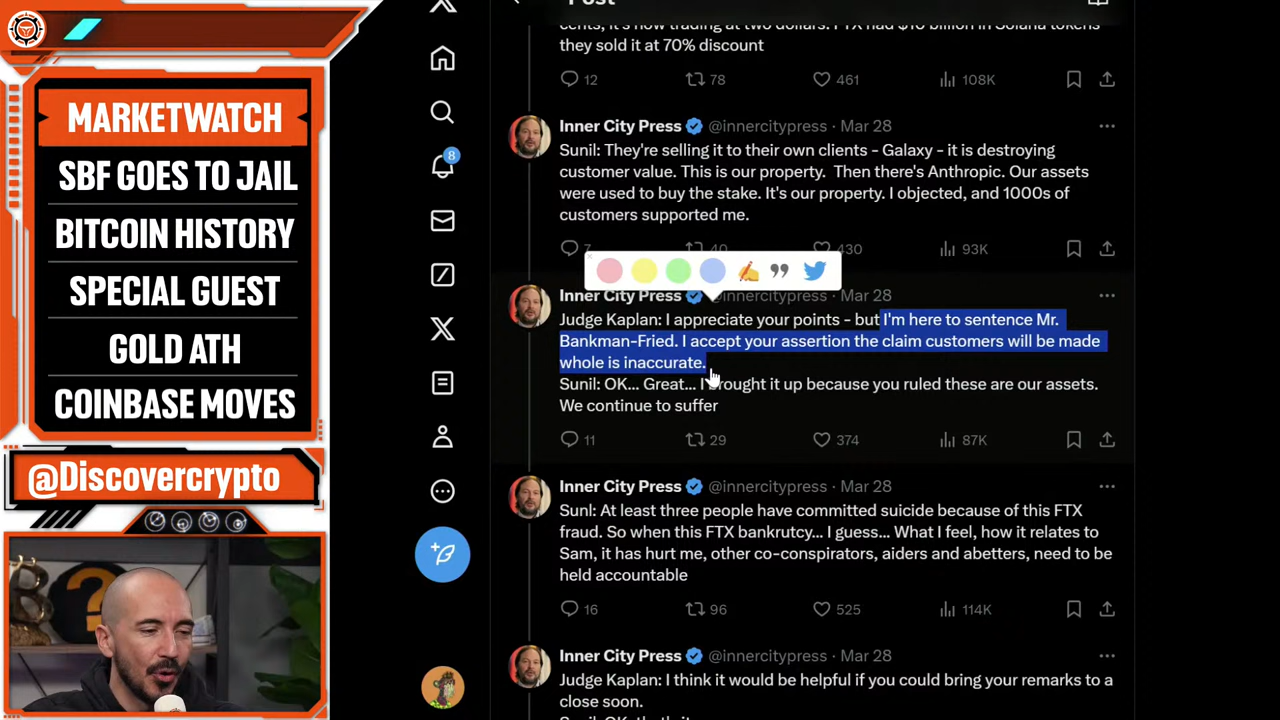 MARKETWATCH
SBF GOES TO JAIL
BITCOIN HISTORY
SPECIAL GUEST
GOLD ATH
COINBASE MOVES
@Discovercrypto
8
Post
cents, it's now trading at two dollars. FTX had $10 billion in Solana tokens
they sold it at 70% discount
12 78 461 108K
Inner City Press @innercitypress · Mar 28
Sunil: They're selling it to their own clients - Galaxy - it is destroying
customer value. This is our property. Then there's Anthropic. Our assets
were used to buy the stake. It's our property. I objected, and 1000s of
customers supported me.
7 40 430 93K
Inner City Press @innercitypress · Mar 28
Judge Kaplan: I appreciate your points - but I'm here to sentence Mr.
Bankman-Fried. I accept your assertion the claim customers will be made
whole is inaccurate.
Sunil: OK... Great... I brought it up because you ruled these are our assets.
We continue to suffer
11 29 374 87K
Inner City Press @innercitypress · Mar 28
Sunl: At least three people have committed suicide because of this FTX
fraud. So when this FTX bankrutcy... I guess... What I feel, how it relates to
Sam, it has hurt me, other co-conspirators, aiders and abetters, need to be
held accountable
16 96 525 114K
Inner City Press @innercitypress · Mar 28
Judge Kaplan: I think it would be helpful if you could bring your remarks to a
close soon.